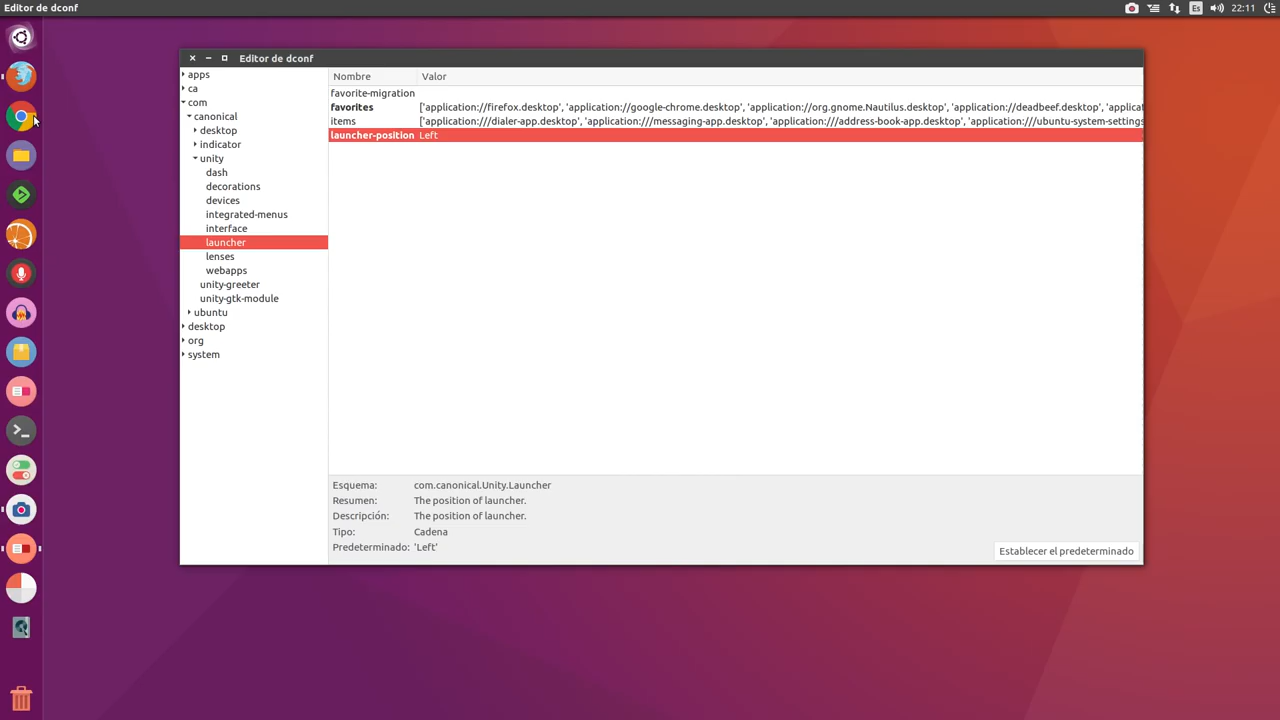 Editor de dconf
Es
22:11
Editor de dconf
apps
ca
com
canonical
desktop
indicator
unity
dash
decorations
devices
integrated-menus
interface
launcher
lenses
webapps
unity-greeter
unity-gtk-module
ubuntu
desktop
org
system
Nombre Valor
favorite-migration
favorites ['application://firefox.desktop', 'application://google-chrome.desktop', 'application://org.gnome.Nautilus.desktop', 'application://deadbeef.desktop', 'applicat
items ['application:///dialer-app.desktop', 'application:///messaging-app.desktop', 'application:///address-book-app.desktop', 'application:///ubuntu-system-settings
launcher-position Left
Esquema: com.canonical.Unity.Launcher
Resumen: The position of launcher.
Descripción: The position of launcher.
Tipo: Cadena
Predeterminado: 'Left'
Establecer el predeterminado